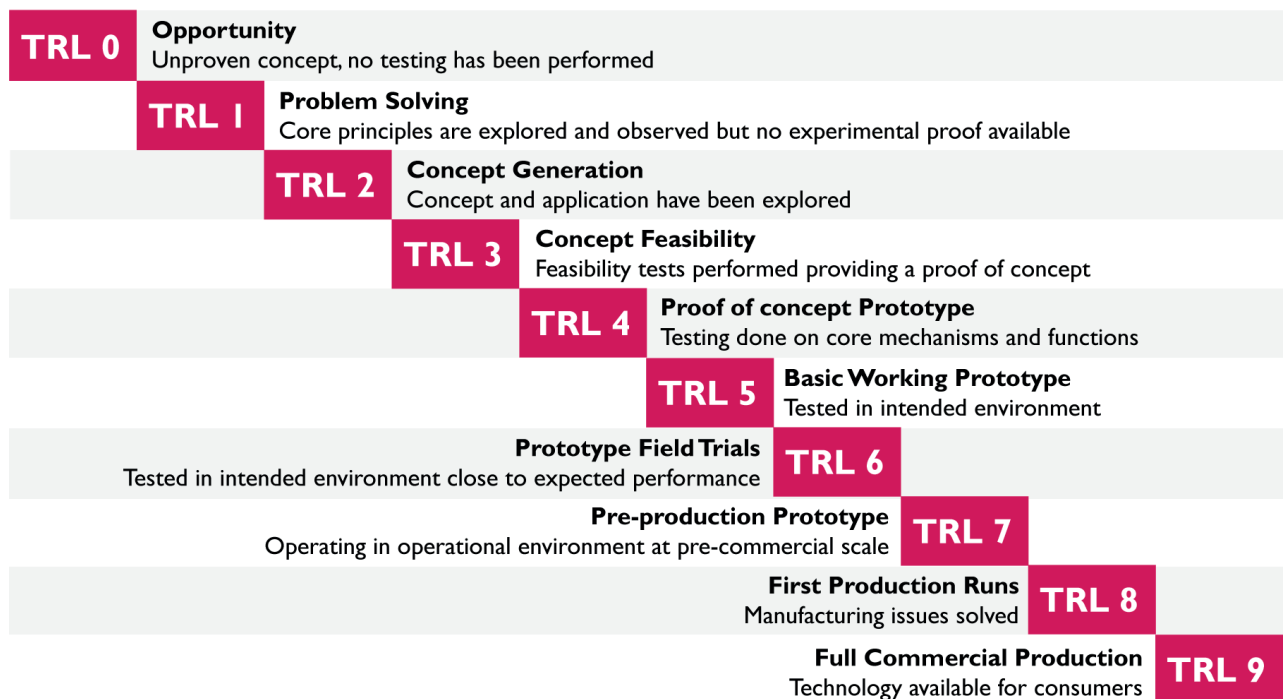 TRL 0
Opportunity
Unproven concept, no testing has been performed
TRL 1
Problem Solving
Core principles are explored and observed but no experimental proof available
TRL 2
Concept Generation
Concept and application have been explored
TRL 3
Concept Feasibility
Feasibility tests performed providing a proof of concept
TRL 4
Proof of concept Prototype
Testing done on core mechanisms and functions
TRL 5
Basic Working Prototype
Tested in intended environment
Prototype Field Trials
Tested in intended environment close to expected performance
TRL 6
Pre-production Prototype
Operating in operational environment at pre-commercial scale
TRL 7
First Production Runs
Manufacturing issues solved
TRL 8
Full Commercial Production
Technology available for consumers
TRL 9